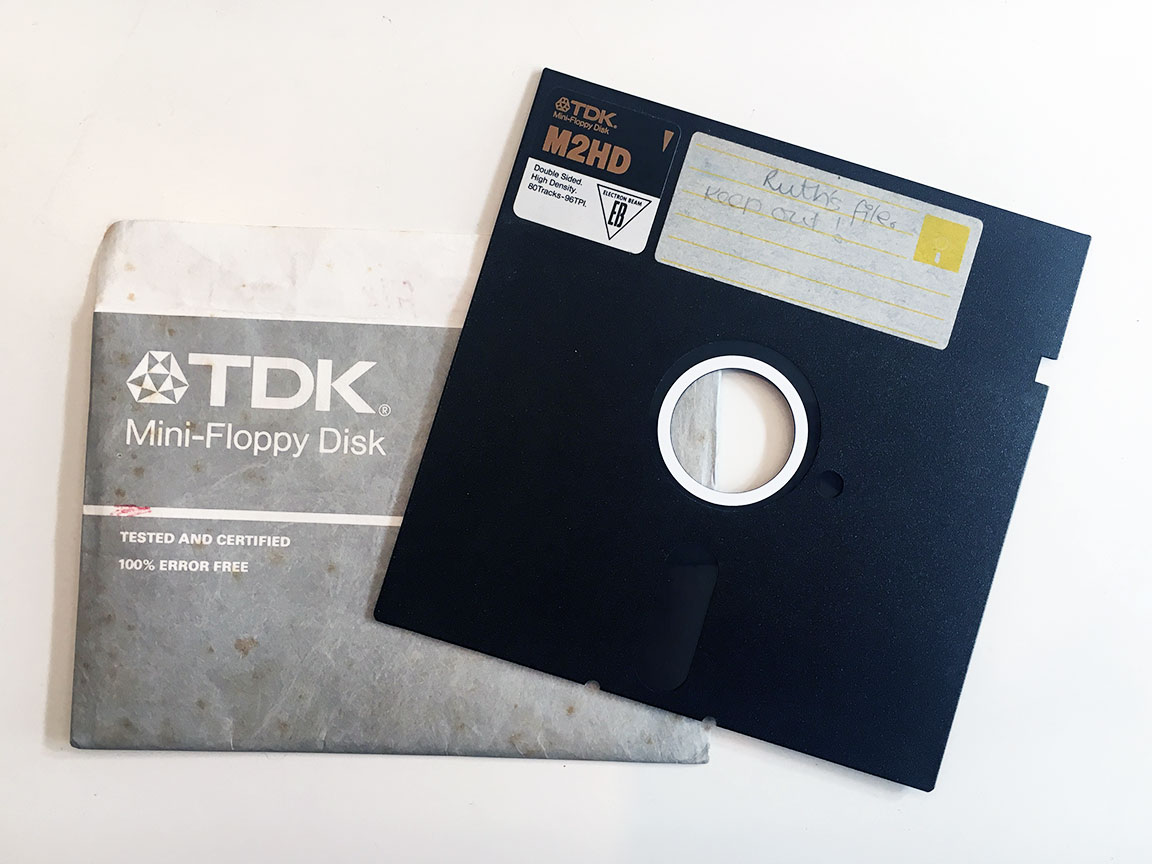 TDK®
Mini-Floppy Disk
TESTED AND CERTIFIED
100% ERROR FREE
TDK®
Mini-Floppy Disk
M2HD
Double Sided.
High Density.
80Tracks-96TPI.
ELECTRON BEAM
EB
Ruth's file.
Keep out!